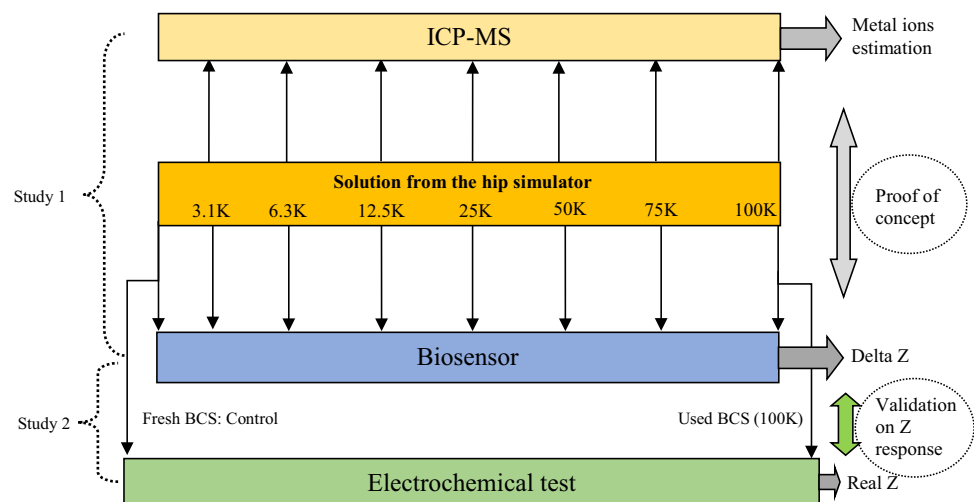 ICP-MS
Metal ions
estimation
Solution from the hip simulator
3.1K 6.3K 12.5K 25K 50K 75K 100K
Study 1
Proof of
concept
Biosensor
Delta Z
Fresh BCS: Control
Used BCS (100K)
Study 2
Validation
on Z
response
Electrochemical test
Real Z